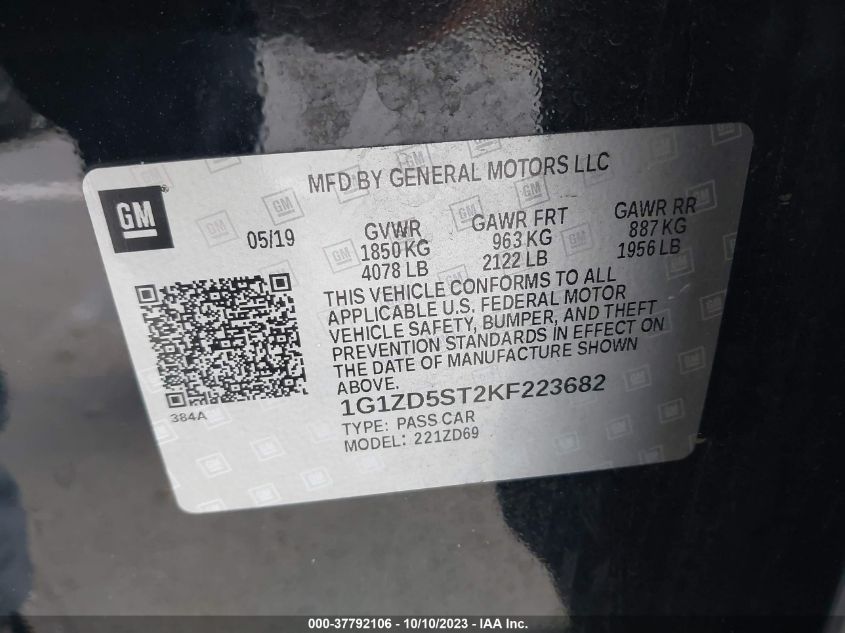 MFD BY GENERAL MOTORS LLC
GM
05/19
GVWR
1850 KG
4078 LB
GAWR FRT
963 KG
2122 LB
GAWR RR
887 KG
1956 LB
THIS VEHICLE CONFORMS TO ALL
APPLICABLE U.S. FEDERAL MOTOR
VEHICLE SAFETY, BUMPER, AND THEFT
PREVENTION STANDARDS IN EFFECT ON
THE DATE OF MANUFACTURE SHOWN
ABOVE.
384A
1G1ZD5ST2KF223682
TYPE: PASS CAR
MODEL: 221ZD69
000-37792106 - 10/10/2023 - IAA Inc.